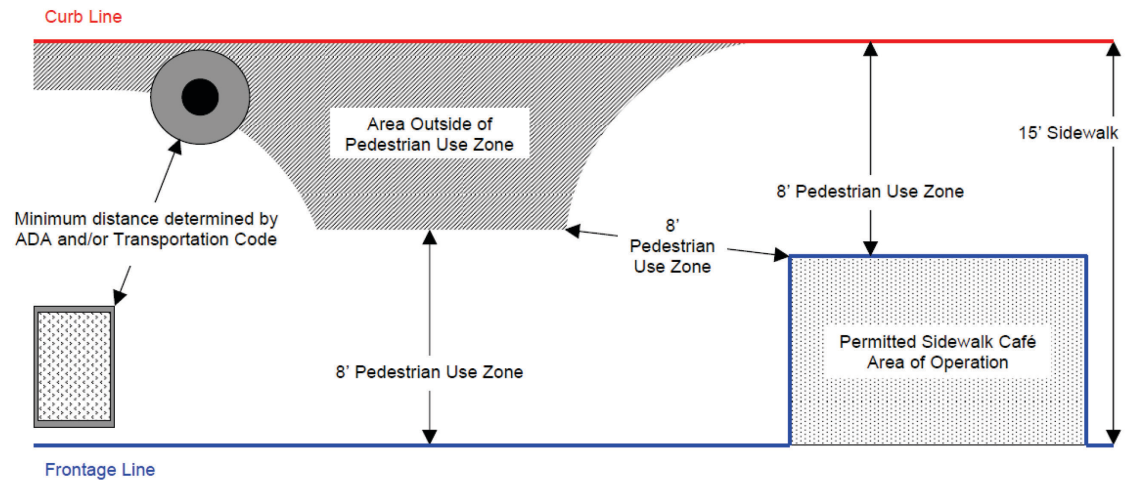 Curb Line
Area Outside of
Pedestrian Use Zone
15’ Sidewalk
8’ Pedestrian Use Zone
Minimum distance determined by
ADA and/or Transportation Code
8’
Pedestrian
Use Zone
Permitted Sidewalk Café
Area of Operation
8’ Pedestrian Use Zone
Frontage Line